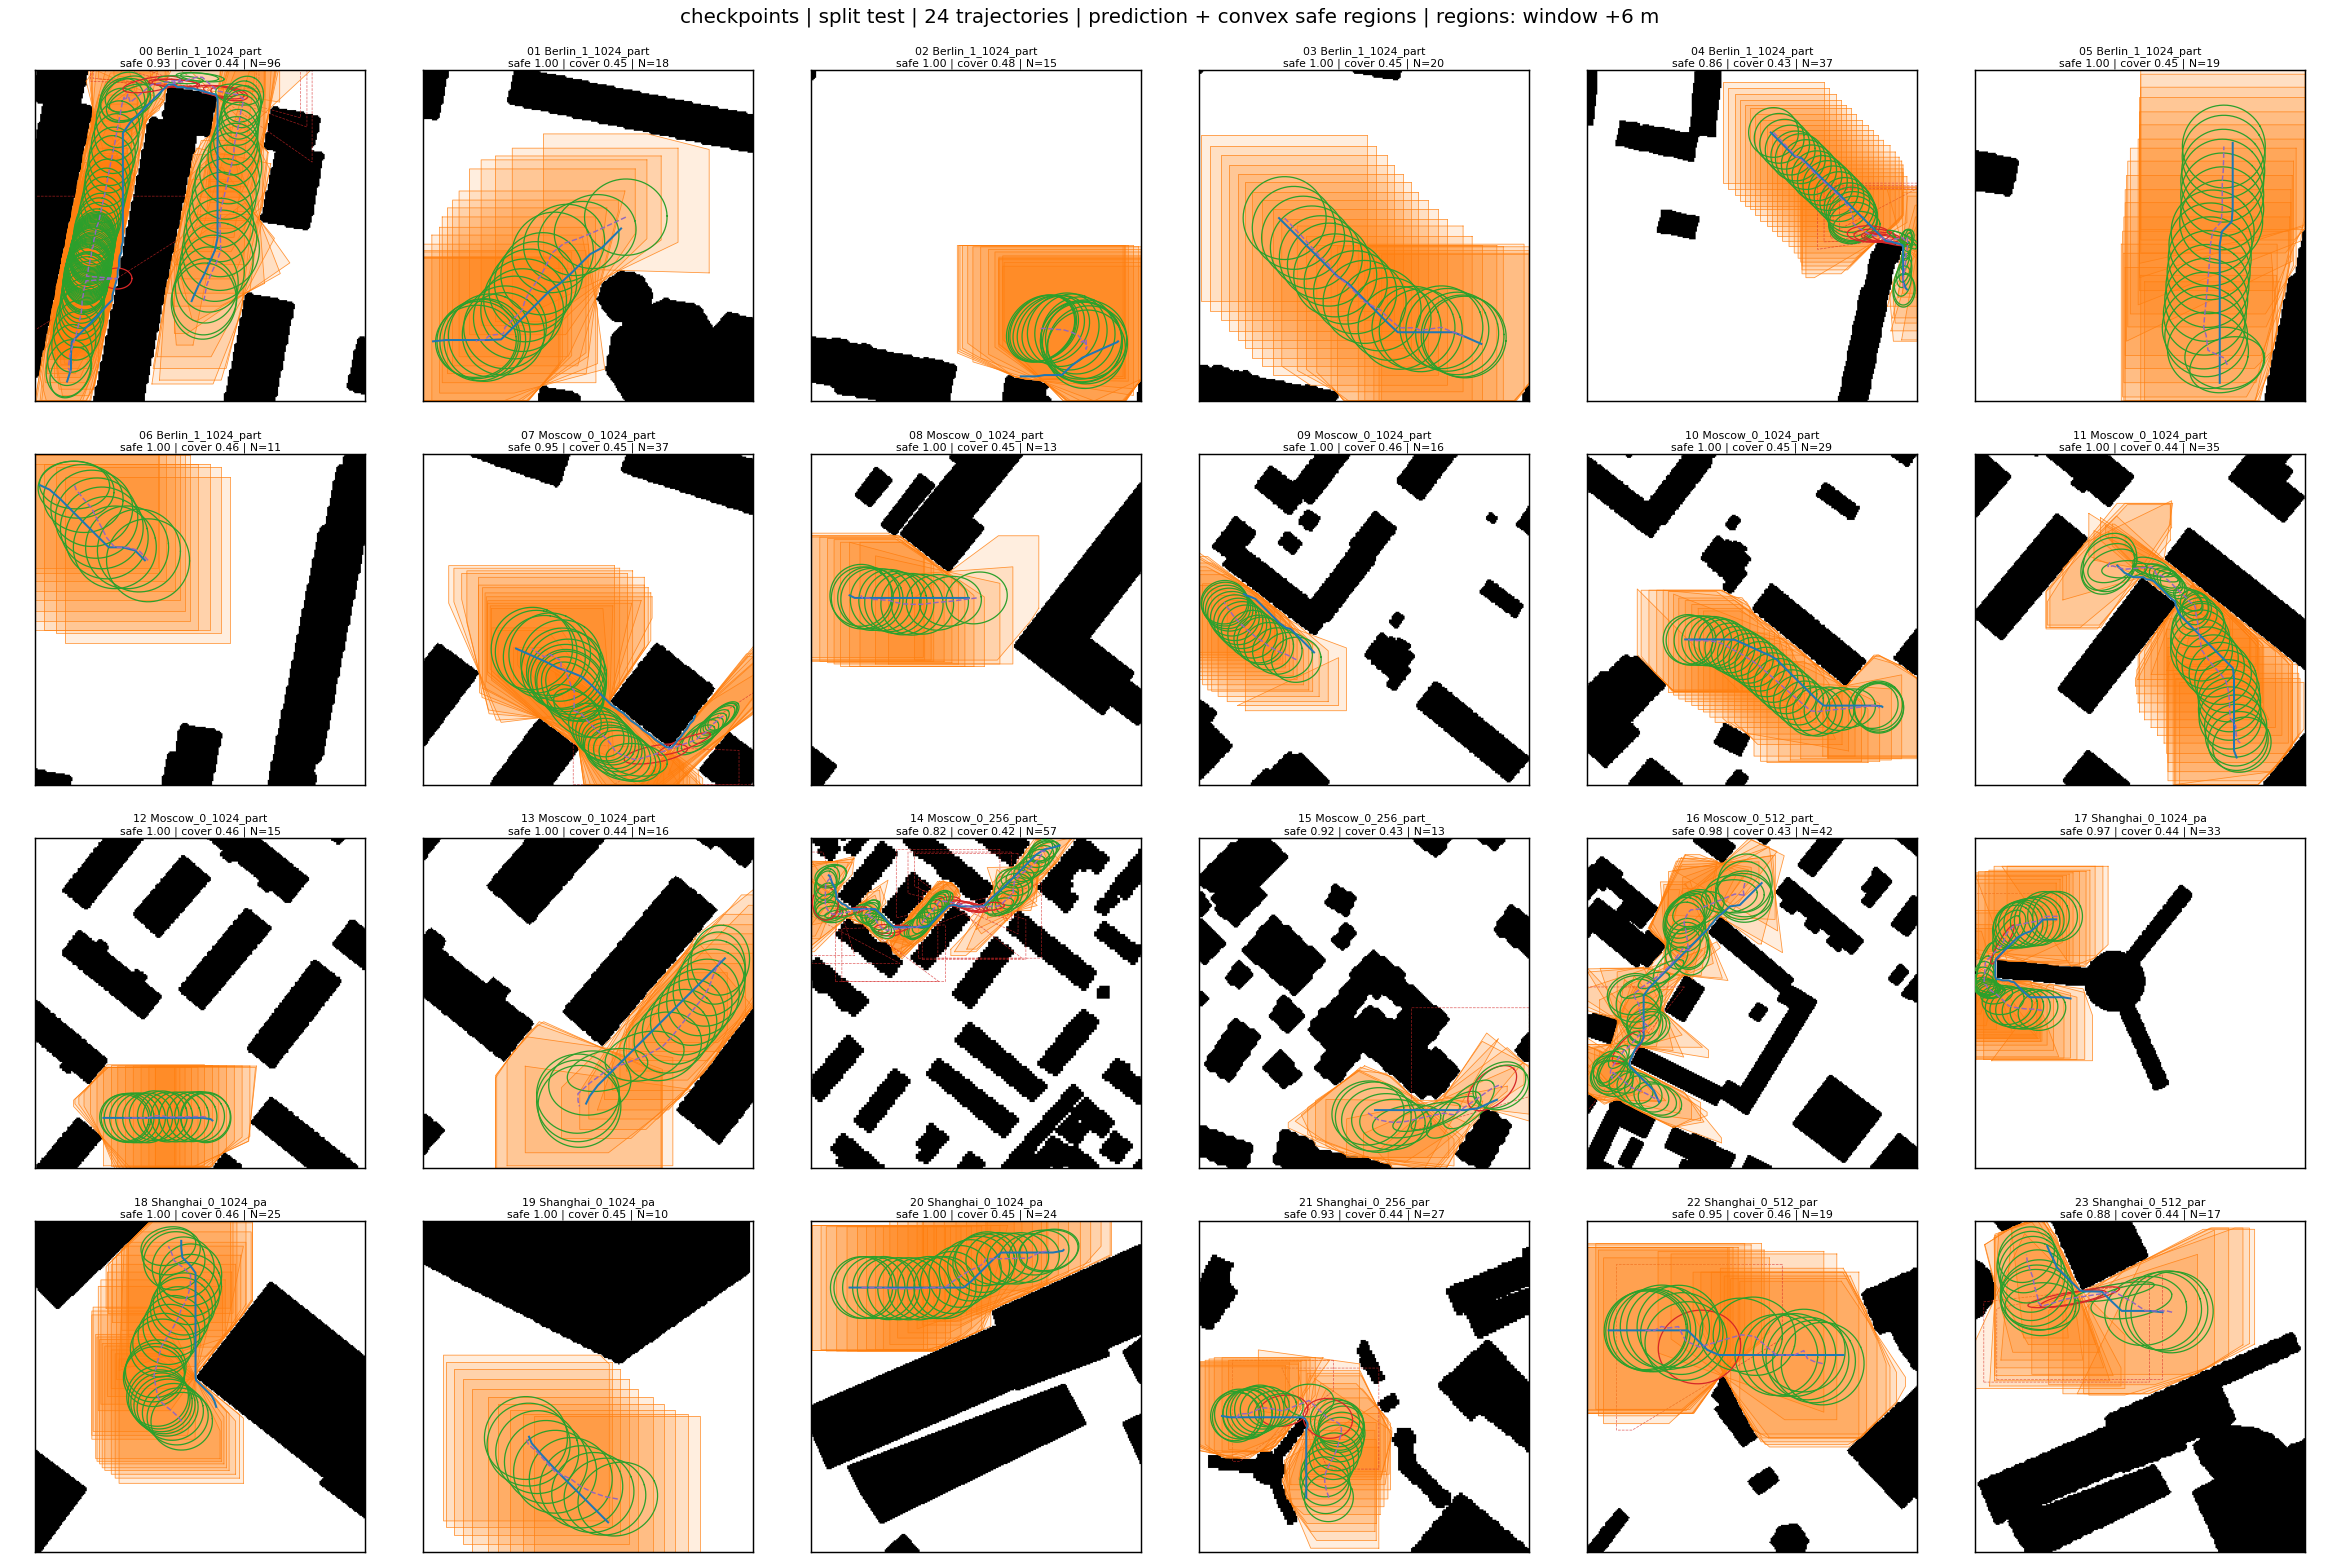 checkpoints | split test | 24 trajectories | prediction + convex safe regions | regions: window +6 m
00 Berlin_1_1024_part
safe 0.93 | cover 0.44 | N=96
01 Berlin_1_1024_part
safe 1.00 | cover 0.45 | N=18
02 Berlin_1_1024_part
safe 1.00 | cover 0.48 | N=15
03 Berlin_1_1024_part
safe 1.00 | cover 0.45 | N=20
04 Berlin_1_1024_part
safe 0.86 | cover 0.43 | N=37
05 Berlin_1_1024_part
safe 1.00 | cover 0.45 | N=19
06 Berlin_1_1024_part
safe 1.00 | cover 0.46 | N=11
07 Moscow_0_1024_part
safe 0.95 | cover 0.45 | N=37
08 Moscow_0_1024_part
safe 1.00 | cover 0.45 | N=13
09 Moscow_0_1024_part
safe 1.00 | cover 0.46 | N=16
10 Moscow_0_1024_part
safe 1.00 | cover 0.45 | N=29
11 Moscow_0_1024_part
safe 1.00 | cover 0.44 | N=35
12 Moscow_0_1024_part
safe 1.00 | cover 0.46 | N=15
13 Moscow_0_1024_part
safe 1.00 | cover 0.44 | N=16
14 Moscow_0_256_part_
safe 0.82 | cover 0.42 | N=57
15 Moscow_0_256_part_
safe 0.92 | cover 0.43 | N=13
16 Moscow_0_512_part_
safe 0.98 | cover 0.43 | N=42
17 Shanghai_0_1024_pa
safe 0.97 | cover 0.44 | N=33
18 Shanghai_0_1024_pa
safe 1.00 | cover 0.46 | N=25
19 Shanghai_0_1024_pa
safe 1.00 | cover 0.45 | N=10
20 Shanghai_0_1024_pa
safe 1.00 | cover 0.45 | N=24
21 Shanghai_0_256_par
safe 0.93 | cover 0.44 | N=27
22 Shanghai_0_512_par
safe 0.95 | cover 0.46 | N=19
23 Shanghai_0_512_par
safe 0.88 | cover 0.44 | N=17